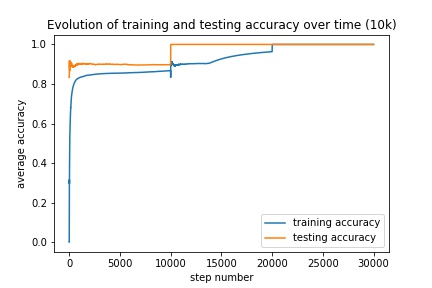 Evolution of training and testing accuracy over time (10k)
1.0
0.8
0.6
0.4
0.2
0.0
average accuracy
training accuracy
testing accuracy
0 5000 10000 15000 20000 25000 30000
step number